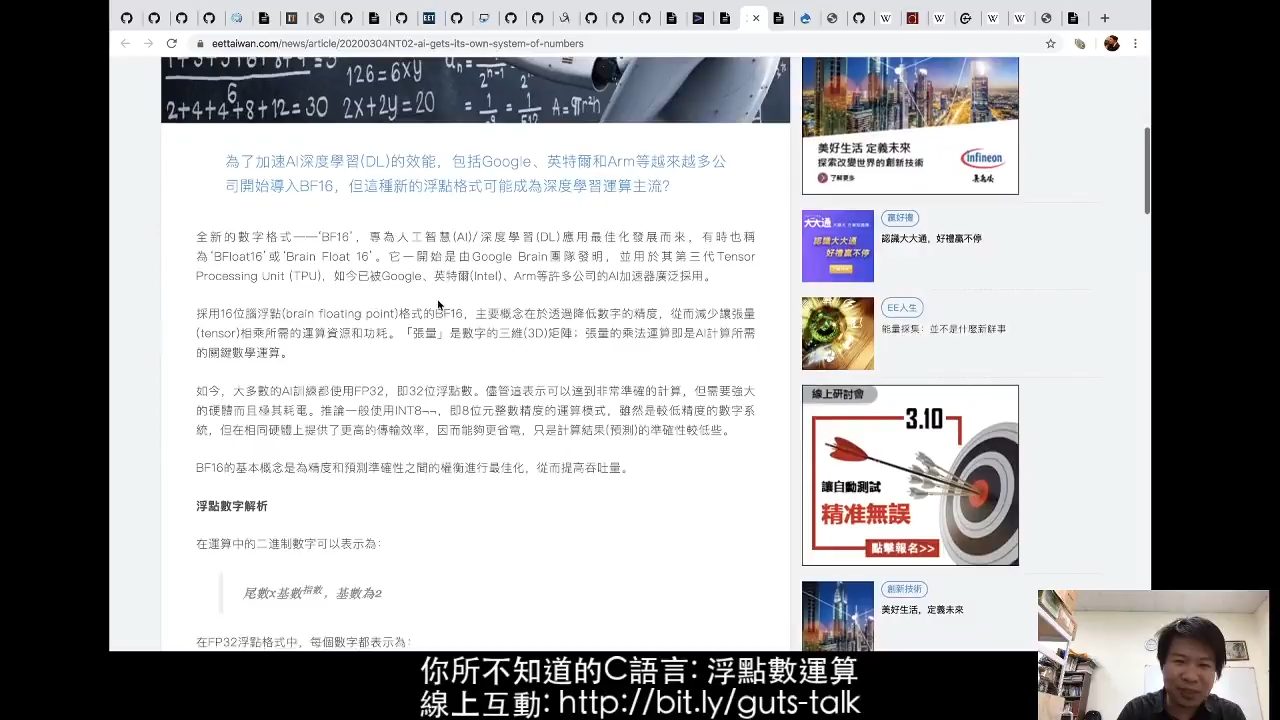 eettaiwan.com/news/article/20200304NT02-ai-gets-its-own-system-of-numbers
126=6xy
2+4+4+8+12=30
2x+2y=20
為了加速AI深度學習(DL)的效能，包括Google、英特爾和Arm等越來越多公
司開始導入BF16，但這種新的浮點格式可能成為深度學習運算主流?
全新的數字格式——‘BF16’，專為人工智慧(AI)/深度學習(DL)應用最佳化發展而來，有時也稱
為‘BFloat16’或‘Brain Float 16’。它一開始是由Google Brain團隊發明，並用於其第三代Tensor
Processing Unit (TPU)，如今已被Google、英特爾(Intel)、Arm等許多公司的AI加速器廣泛採用。
採用16位腦浮點(brain floating point)格式的BF16，主要概念在於透過降低數字的精度，從而減少讓張量
(tensor)相乘所需的運算資源和功耗。「張量」是數字的三維(3D)矩陣；張量的乘法運算即是AI計算所需
的關鍵數學運算。
如今，大多數的AI訓練都使用FP32，即32位浮點數。儘管這表示可以達到非常準確的計算，但需要強大
的硬體而且極其耗電。推論一般使用INT8¬¬，即8位元整數精度的運算模式，雖然是較低精度的數字系
統，但在相同硬體上提供了更高的傳輸效率，因而能夠更省電，只是計算結果(預測)的準確性較低些。
BF16的基本概念是為精度和預測準確性之間的權衡進行最佳化，從而提高吞吐量。
浮點數字解析
在運算中的二進制數字可以表示為：
尾數x基數指數，基數為2
在FP32浮點格式中，每個數字都表示為：
美好生活 定義未來
探索改變世界的創新技術
了解更多
infineon
英飛凌
大大通
認識大大通
好禮贏不停
贏好禮
認識大大通，好禮贏不停
EE人生
能量採集：並不是什麼新鮮事
線上研討會
3.10
讓自動測試
精准無誤
點擊報名>>
創新技術
美好生活，定義未來
你所不知道的C語言: 浮點數運算
線上互動: http://bit.ly/guts-talk